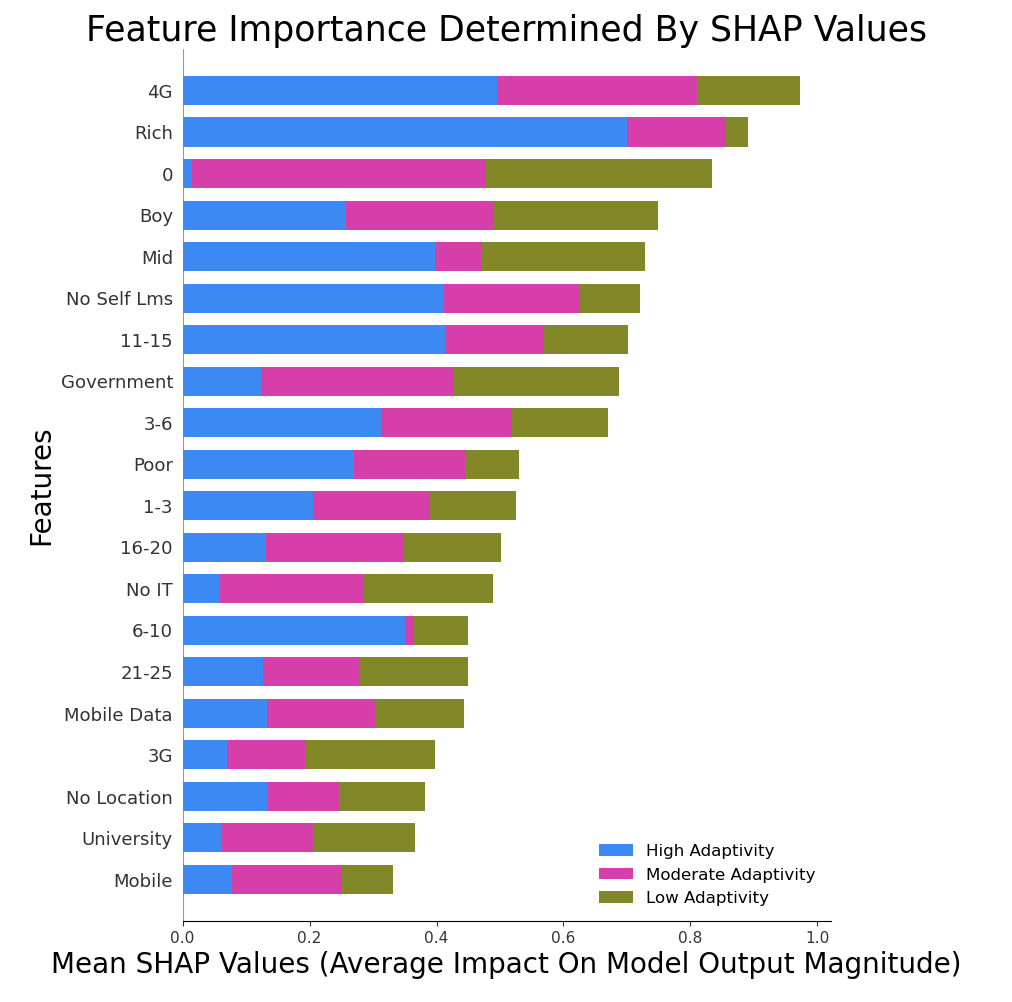 Feature Importance Determined By SHAP Values
4G
Rich
0
Boy
Mid
No Self Lms
11-15
Government
3-6
Poor
1-3
16-20
No IT
6-10
21-25
Mobile Data
3G
No Location
University
Mobile
Features
High Adaptivity
Moderate Adaptivity
Low Adaptivity
0.0 0.2 0.4 0.6 0.8 1.0
Mean SHAP Values (Average Impact On Model Output Magnitude)